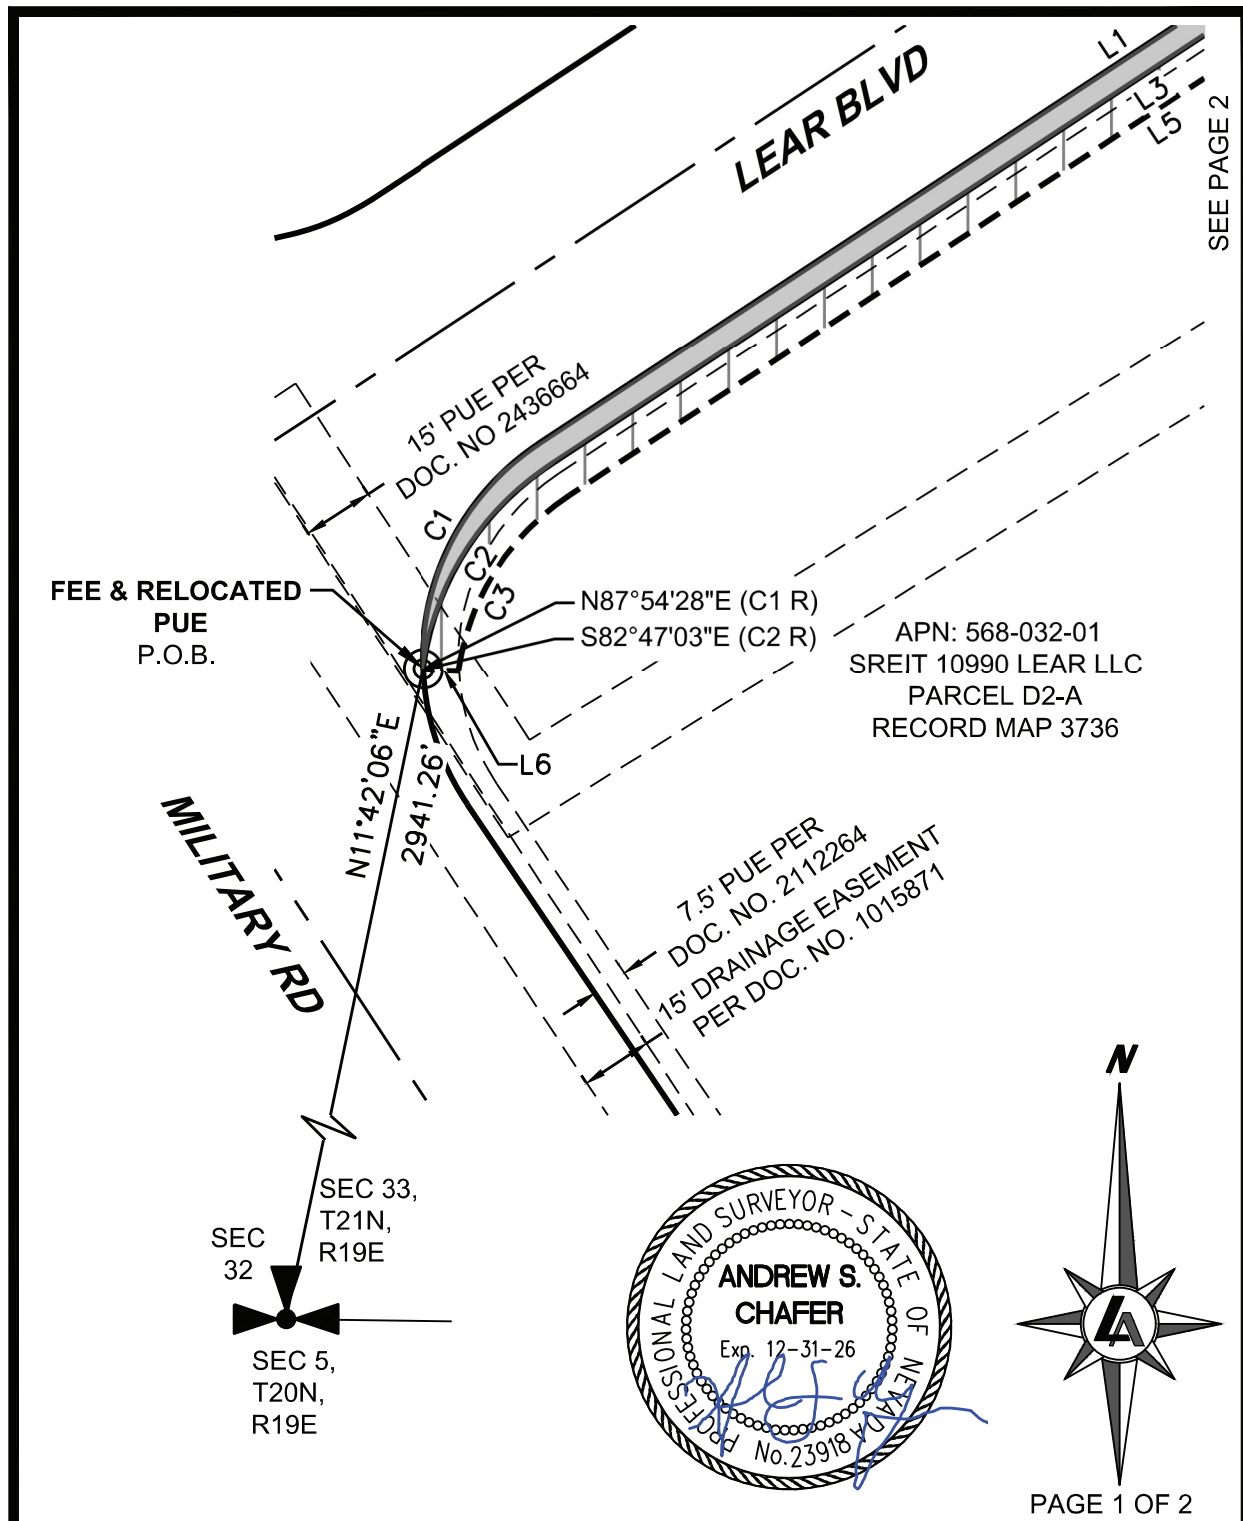 LEAR BLVD
L1
L3
L5
SEE PAGE 2
15' PUE PER
DOC. NO 2436664
C1
C2
C3
FEE & RELOCATED
PUE
P.O.B.
N87°54'28"E (C1 R)
S82°47'03"E (C2 R)
APN: 568-032-01
SREIT 10990 LEAR LLC
PARCEL D2-A
RECORD MAP 3736
L6
N11°42'06"E
2941.26'
MILITARY RD
7.5' PUE PER
DOC. NO. 2112264
15' DRAINAGE EASEMENT
PER DOC. NO. 1015871
N
SEC 33,
T21N,
R19E
SEC
32
SEC 5,
T20N,
R19E
PROFESSIONAL LAND SURVEYOR - STATE OF NEVADA
ANDREW S.
CHAFER
Exp. 12-31-26
No. 23918
LA
PAGE 1 OF 2